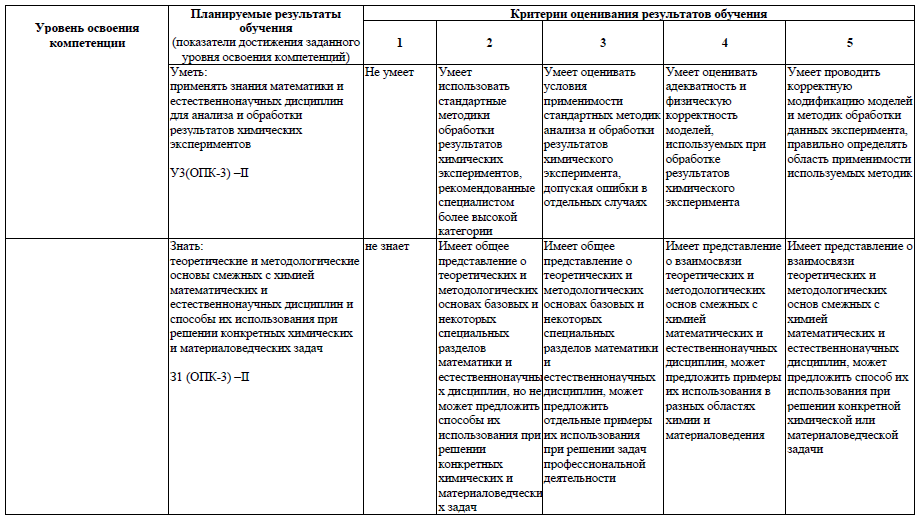 Уровень освоения
компетенции
Планируемые результаты
обучения
(показатели достижения заданного
уровня освоения компетенций)
Критерии оценивания результатов обучения
1
2
3
4
5
Уметь:
применять знания математики и
естественнонаучных дисциплин
для анализа и обработки
результатов химических
экспериментов
У3(ОПК-3) –II
Не умеет
Умеет
использовать
стандартные
методики
обработки
результатов
химических
экспериментов,
рекомендованные
специалистом
более высокой
категории
Умеет оценивать
условия
применимости
стандартных методик
анализа и обработки
результатов
химического
эксперимента,
допуская ошибки в
отдельных случаях
Умеет оценивать
адекватность и
физическую
корректность
моделей,
используемых при
обработке
результатов
химического
эксперимента
Умеет проводить
корректную
модификацию моделей
и методик обработки
данных эксперимента,
правильно определять
область применимости
используемых методик
Знать:
теоретические и методологические
основы смежных с химией
математических и
естественнонаучных дисциплин и
способы их использования при
решении конкретных химических
и материаловедческих задач
З1 (ОПК-3) –II
не знает
Имеет общее
представление о
теоретических и
методологических
основах базовых и
некоторых
специальных
разделов
математики и
естественнонаучны
х дисциплин, но не
может предложить
способы их
использования при
решении
конкретных
химических и
материаловедчески
х задач
Имеет общее
представление о
теоретических и
методологических
основах базовых и
некоторых
специальных
разделов математики
и
естественнонаучных
дисциплин, может
предложить
отдельные примеры
их использования
при решении задач
профессиональной
деятельности
Имеет представление
о взаимосвязи
теоретических и
методологических
основ смежных с
химией
математических и
естественнонаучных
дисциплин, может
предложить примеры
их использования в
разных областях
химии и
материаловедения
Имеет представление о
взаимосвязи
теоретических и
методологических
основ смежных с
химией
математических и
естественнонаучных
дисциплин, может
предложить способ их
использования при
решении конкретной
химической или
материаловедческой
задачи